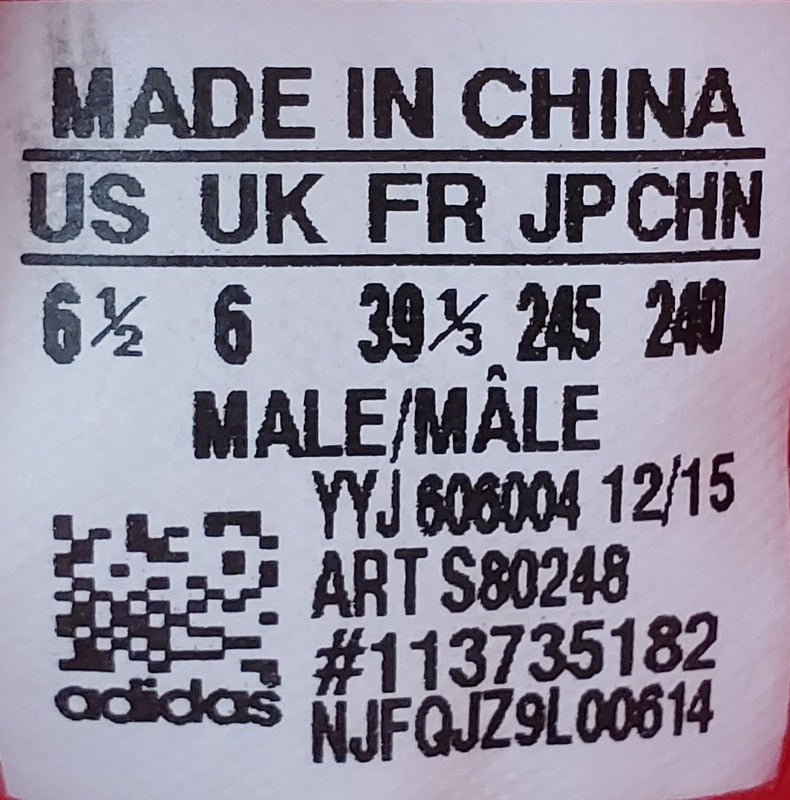 MADE IN CHINA
US UK FR JP CHN
6½ 6 39⅓ 245 240
MALE/MÂLE
YYJ 606004 12/15
ART S80248
#113735182
NJFQJZ9L00614
adidas